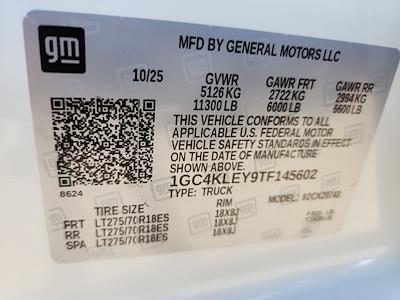 gm
MFD BY GENERAL MOTORS LLC
10/25 GVWR GAWR FRT GAWR RR
5126 KG 2722 KG 2994 KG
11300 LB 6000 LB 6600 LB
THIS VEHICLE CONFORMS TO ALL
APPLICABLE U.S. FEDERAL MOTOR
VEHICLE SAFETY STANDARDS IN
EFFECT ON THE DATE OF MANUFACTURE
SHOWN ABOVE.
1GC4KLEY9TF145602
8624 TYPE: TRUCK MODEL:
TIRE SIZE RIM
FRT LT275/70R18ES 18X8J
RR LT275/70R18ES 18X8J
SPA LT275/70R18ES 18X8J